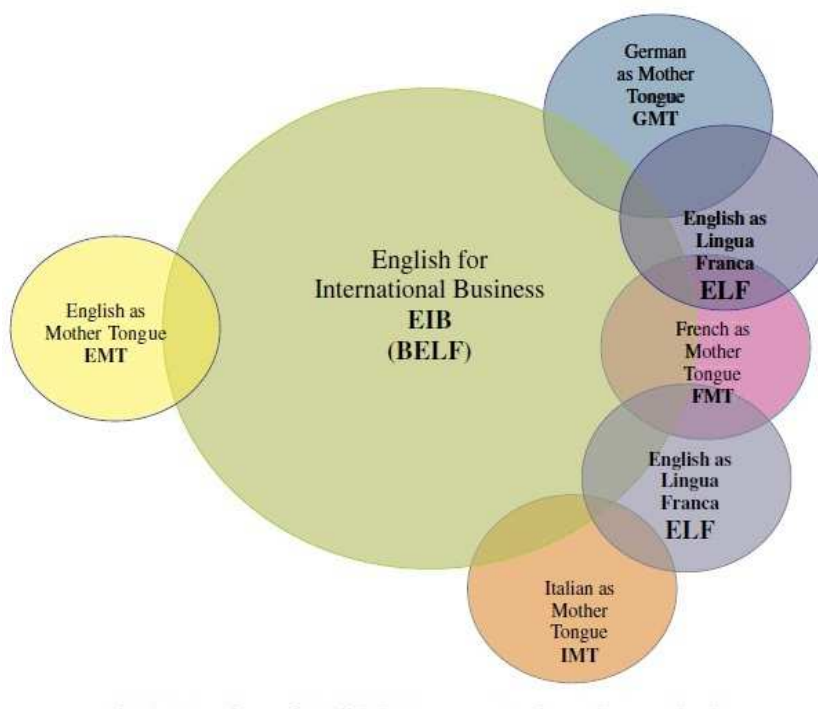 German
as Mother
Tongue
GMT
English as
Lingua
Franca
ELF
English for
International Business
EIB
(BELF)
English as
Mother Tongue
EMT
French as
Mother
Tongue
FMT
English as
Lingua
Franca
ELF
Italian as
Mother
Tongue
IMT